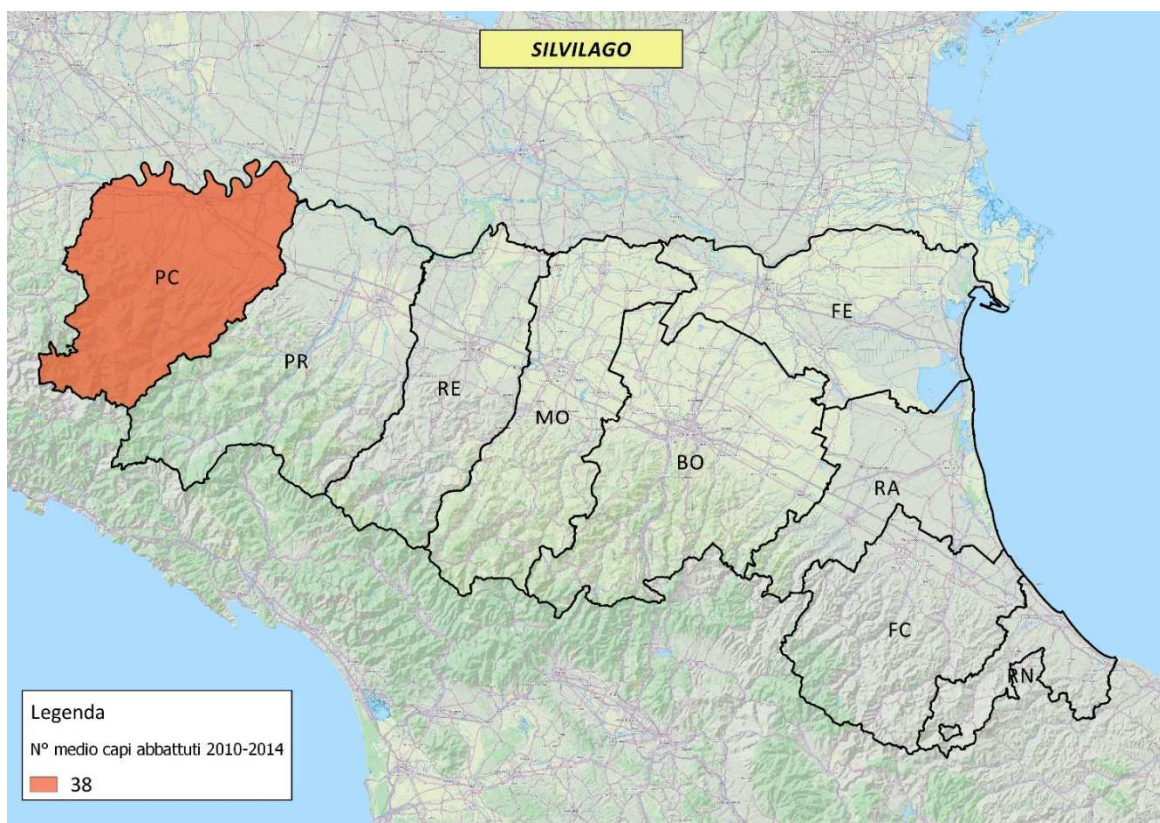 SILVILAGO
PC
FE
PR
RE
MO
BO
RA
FC
RN
Legenda
N° medio capi abbattuti 2010-2014
38